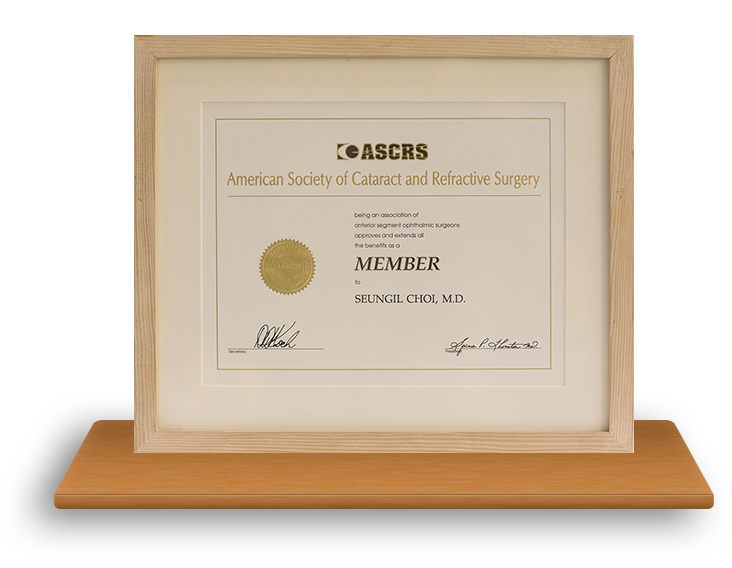 ASCRS
American Society of Cataract and Refractive Surgery
being an association of
anterior segment ophthalmic surgeons
approves and extends all
the benefits as a
MEMBER
to
SEUNGIL CHOI, M.D.
Secretary
President